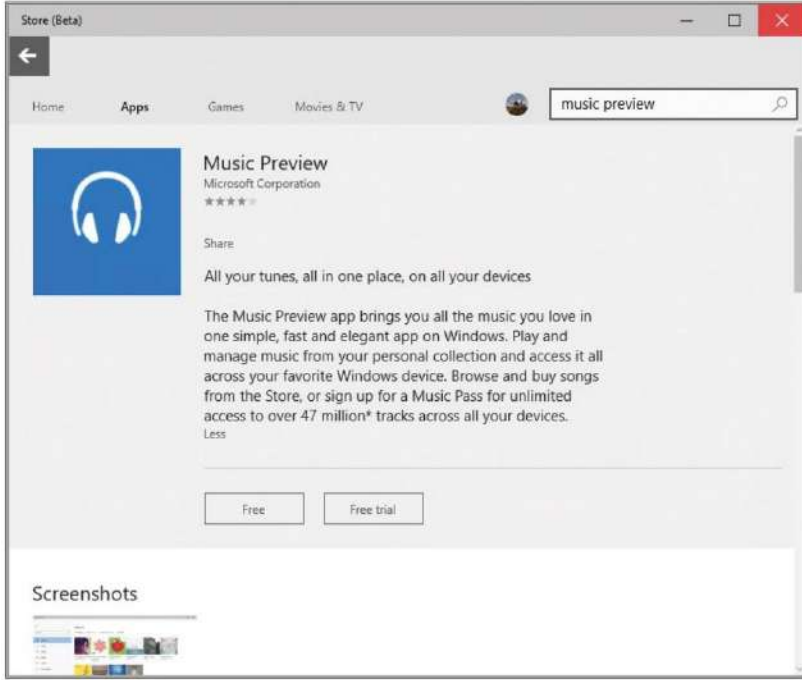 Store (Beta)
Home Apps Games Movies & TV music preview
Music Preview
Microsoft Corporation
Share
All your tunes, all in one place, on all your devices
The Music Preview app brings you all the music you love in
one simple, fast and elegant app on Windows. Play and
manage music from your personal collection and access it all
across your favorite Windows device. Browse and buy songs
from the Store, or sign up for a Music Pass for unlimited
access to over 47 million* tracks across all your devices.
Less
Free Free trial
Screenshots